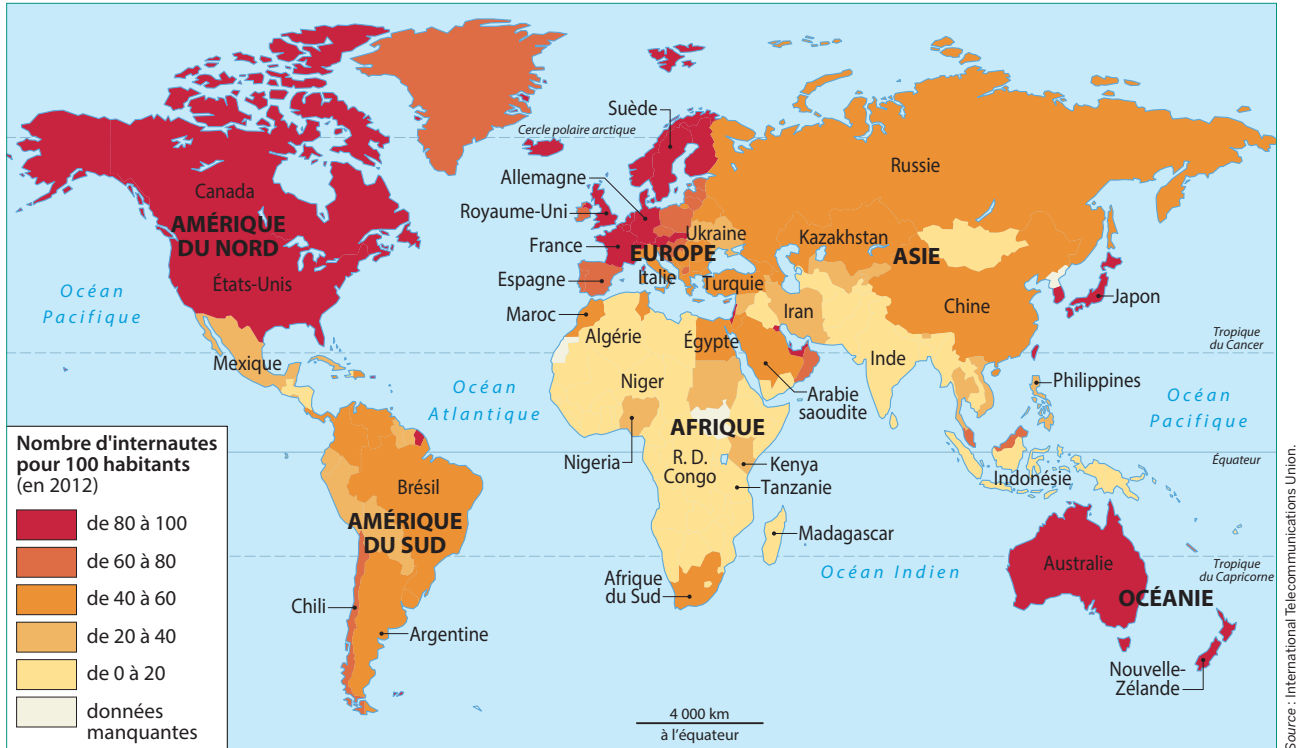 Suède
Cercle polaire arctique
Russie
Allemagne
Canada
Royaume-Uni
AMÉRIQUE
DU NORD
Ukraine
Kazakhstan
France
EUROPE
ASIE
Espagne
Italie
Turquie
États-Unis
Océan
Pacifique
Chine
Japon
Maroc
Iran
Algérie
Égypte
Tropique
du Cancer
Mexique
Inde
Niger
Philippines
Océan
Atlantique
Arabie
saoudite
Océan
Pacifique
AFRIQUE
Nombre d'internautes
pour 100 habitants
(en 2012)
de 80 à 100
de 60 à 80
de 40 à 60
de 20 à 40
de 0 à 20
données
manquantes
Nigeria
R. D.
Congo
Kenya
Équateur
Tanzanie
Indonésie
Brésil
AMÉRIQUE
DU SUD
Madagascar
Australie
Océan Indien
Tropique
du Capricorne
Afrique
du Sud
OCÉANIE
Chili
Argentine
Nouvelle-
Zélande
4 000 km
à l'équateur
Source : International Telecommunications Union.